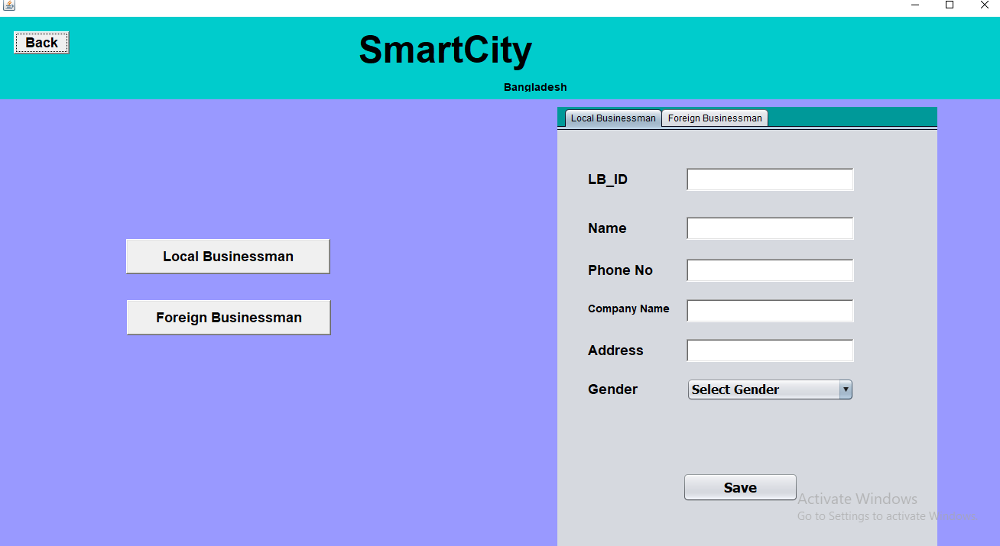 Back
SmartCity
Bangladesh
Local Businessman
Foreign Businessman
Local Businessman Foreign Businessman
LB_ID
Name
Phone No
Company Name
Address
Gender Select Gender
Save
Activate Windows
Go to Settings to activate Windows.